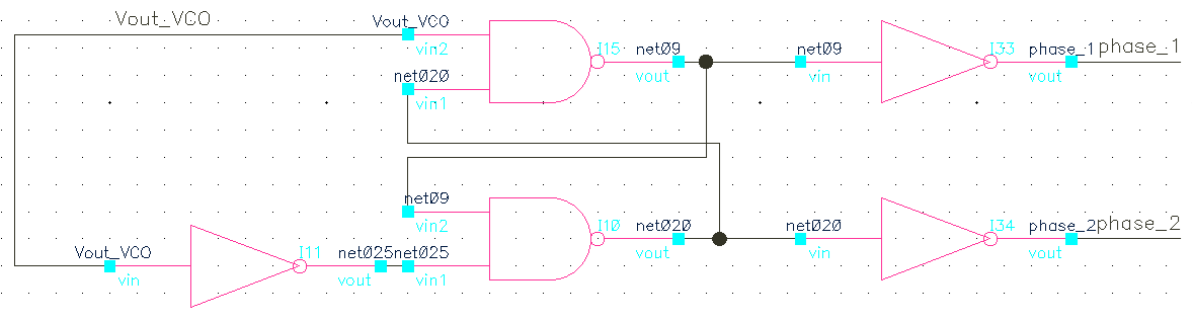 Vout_VCO
Vout_VCO
vin2
I15
net09
vout
net09
vin
I33
phase_1
vout
phase_1
net020
vin1
net09
vin2
I10
net020
vout
net020
vin
I34
phase_2
vout
phase_2
Vout_VCO
vin
I11
net025
vout
net025
vin1